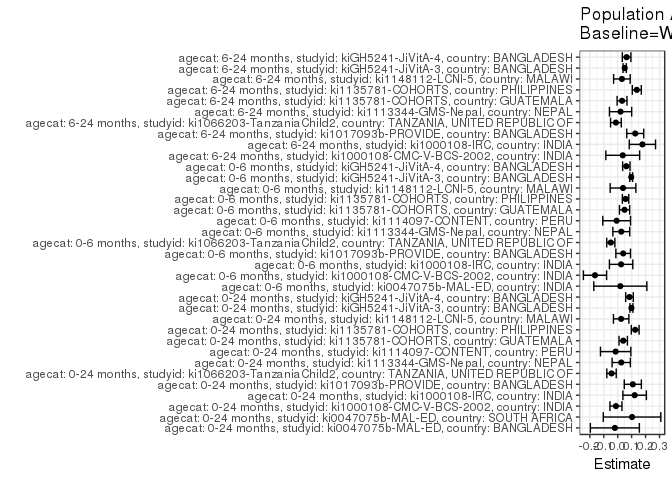 Population A
Baseline=W
agecat: 6-24 months, studyid: kiGH5241-JiVitA-4, country: BANGLADESH
agecat: 6-24 months, studyid: kiGH5241-JiVitA-3, country: BANGLADESH
agecat: 6-24 months, studyid: ki1148112-LCNI-5, country: MALAWI
agecat: 6-24 months, studyid: ki1135781-COHORTS, country: PHILIPPINES
agecat: 6-24 months, studyid: ki1135781-COHORTS, country: GUATEMALA
agecat: 6-24 months, studyid: ki1113344-GMS-Nepal, country: NEPAL
agecat: 6-24 months, studyid: ki1066203-TanzaniaChild2, country: TANZANIA, UNITED REPUBLIC OF
agecat: 6-24 months, studyid: ki1017093b-PROVIDE, country: BANGLADESH
agecat: 6-24 months, studyid: ki1000108-IRC, country: INDIA
agecat: 6-24 months, studyid: ki1000108-CMC-V-BCS-2002, country: INDIA
agecat: 0-6 months, studyid: kiGH5241-JiVitA-4, country: BANGLADESH
agecat: 0-6 months, studyid: kiGH5241-JiVitA-3, country: BANGLADESH
agecat: 0-6 months, studyid: ki1148112-LCNI-5, country: MALAWI
agecat: 0-6 months, studyid: ki1135781-COHORTS, country: PHILIPPINES
agecat: 0-6 months, studyid: ki1135781-COHORTS, country: GUATEMALA
agecat: 0-6 months, studyid: ki1114097-CONTENT, country: PERU
agecat: 0-6 months, studyid: ki1113344-GMS-Nepal, country: NEPAL
agecat: 0-6 months, studyid: ki1066203-TanzaniaChild2, country: TANZANIA, UNITED REPUBLIC OF
agecat: 0-6 months, studyid: ki1017093b-PROVIDE, country: BANGLADESH
agecat: 0-6 months, studyid: ki1000108-IRC, country: INDIA
agecat: 0-6 months, studyid: ki1000108-CMC-V-BCS-2002, country: INDIA
agecat: 0-6 months, studyid: ki0047075b-MAL-ED, country: INDIA
agecat: 0-24 months, studyid: kiGH5241-JiVitA-4, country: BANGLADESH
agecat: 0-24 months, studyid: kiGH5241-JiVitA-3, country: BANGLADESH
agecat: 0-24 months, studyid: ki1148112-LCNI-5, country: MALAWI
agecat: 0-24 months, studyid: ki1135781-COHORTS, country: PHILIPPINES
agecat: 0-24 months, studyid: ki1135781-COHORTS, country: GUATEMALA
agecat: 0-24 months, studyid: ki1114097-CONTENT, country: PERU
agecat: 0-24 months, studyid: ki1113344-GMS-Nepal, country: NEPAL
agecat: 0-24 months, studyid: ki1066203-TanzaniaChild2, country: TANZANIA, UNITED REPUBLIC OF
agecat: 0-24 months, studyid: ki1017093b-PROVIDE, country: BANGLADESH
agecat: 0-24 months, studyid: ki1000108-IRC, country: INDIA
agecat: 0-24 months, studyid: ki1000108-CMC-V-BCS-2002, country: INDIA
agecat: 0-24 months, studyid: ki0047075b-MAL-ED, country: SOUTH AFRICA
agecat: 0-24 months, studyid: ki0047075b-MAL-ED, country: BANGLADESH
-0.2 -0.1 0.0 0.1 0.2 0.3
Estimate